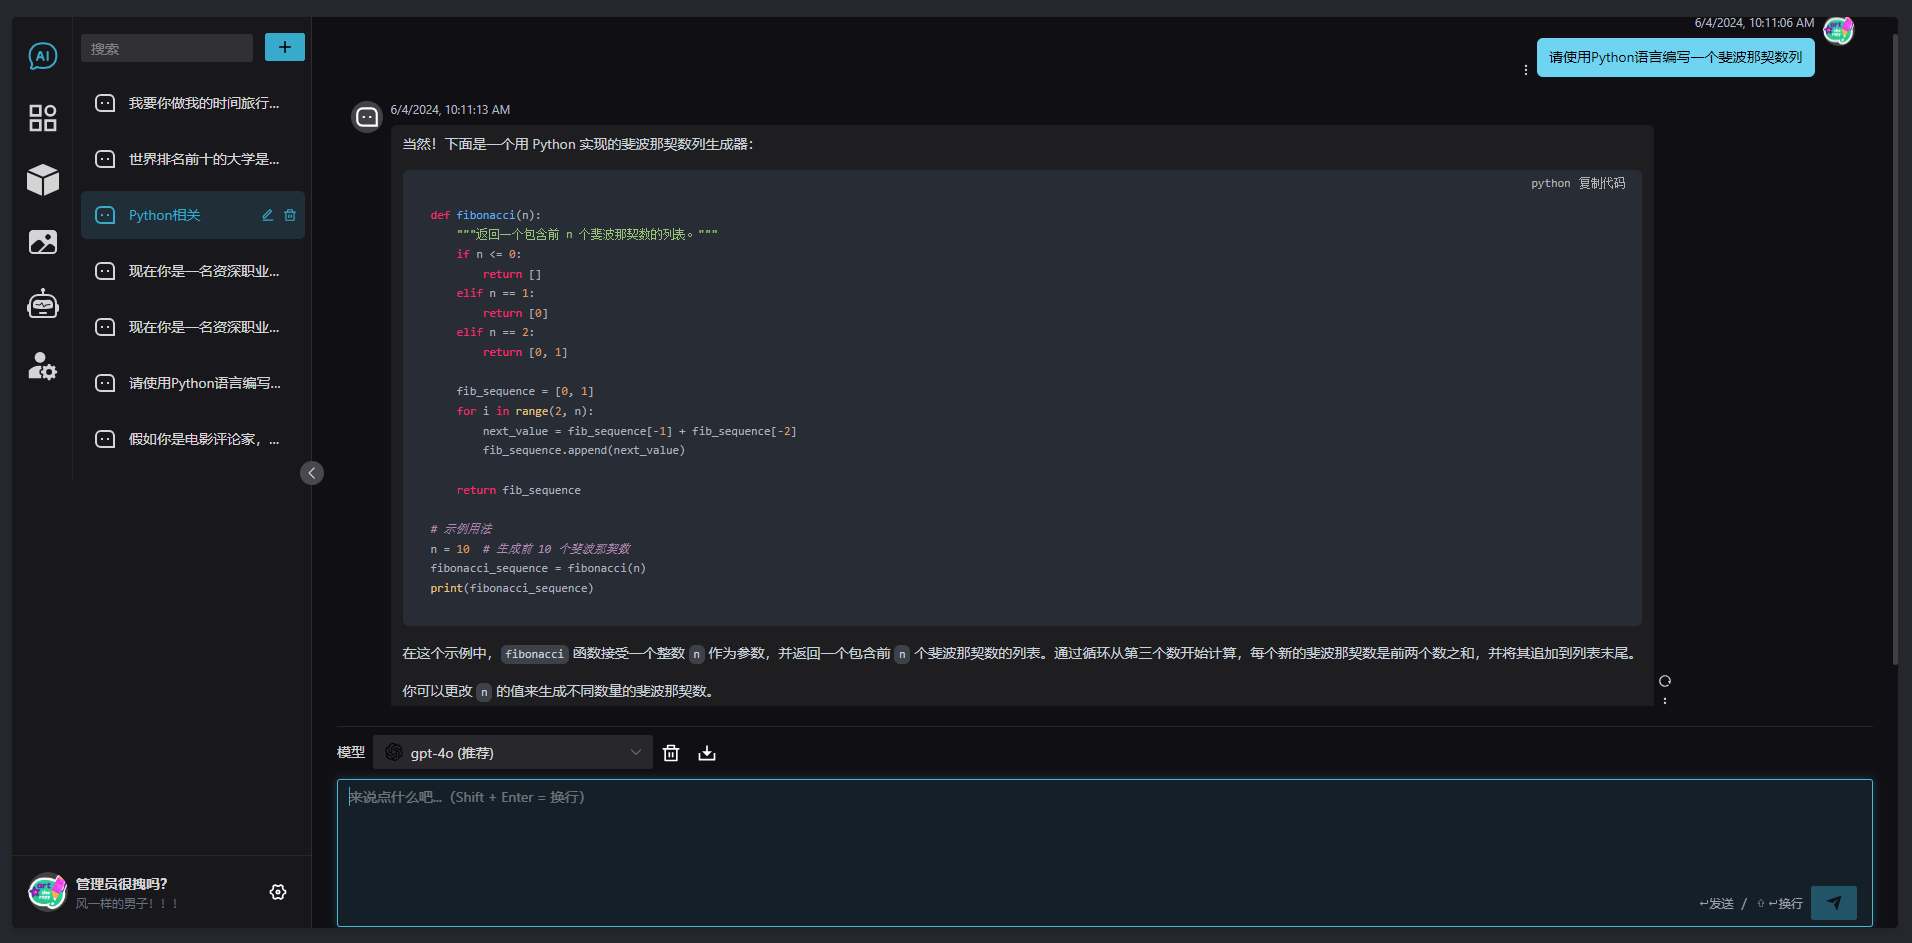 AI
搜索
我要你做我的时间旅行...
世界排名前十的大学是...
Python相关
现在你是一名资深职业...
现在你是一名资深职业...
请使用Python语言编写...
假如你是电影评论家，...
管理员很拽吗?
风一样的男子！！！
6/4/2024, 10:11:06 AM
请使用Python语言编写一个斐波那契数列
6/4/2024, 10:11:13 AM
当然！下面是一个用 Python 实现的斐波那契数列生成器：
python 复制代码
def fibonacci(n):
    """返回一个包含前 n 个斐波那契数的列表。"""
    if n <= 0:
        return []
    elif n == 1:
        return [0]
    elif n == 2:
        return [0, 1]
    fib_sequence = [0, 1]
    for i in range(2, n):
        next_value = fib_sequence[-1] + fib_sequence[-2]
        fib_sequence.append(next_value)
    return fib_sequence
# 示例用法
n = 10  # 生成前 10 个斐波那契数
fibonacci_sequence = fibonacci(n)
print(fibonacci_sequence)
在这个示例中， fibonacci 函数接受一个整数 n 作为参数，并返回一个包含前 n 个斐波那契数的列表。通过循环从第三个数开始计算，每个新的斐波那契数是前两个数之和，并将其追加到列表末尾。
你可以更改 n 的值来生成不同数量的斐波那契数。
模型 gpt-4o (推荐)
来说点什么吧...（Shift + Enter = 换行）
↩发送 / ⇧ ↩换行